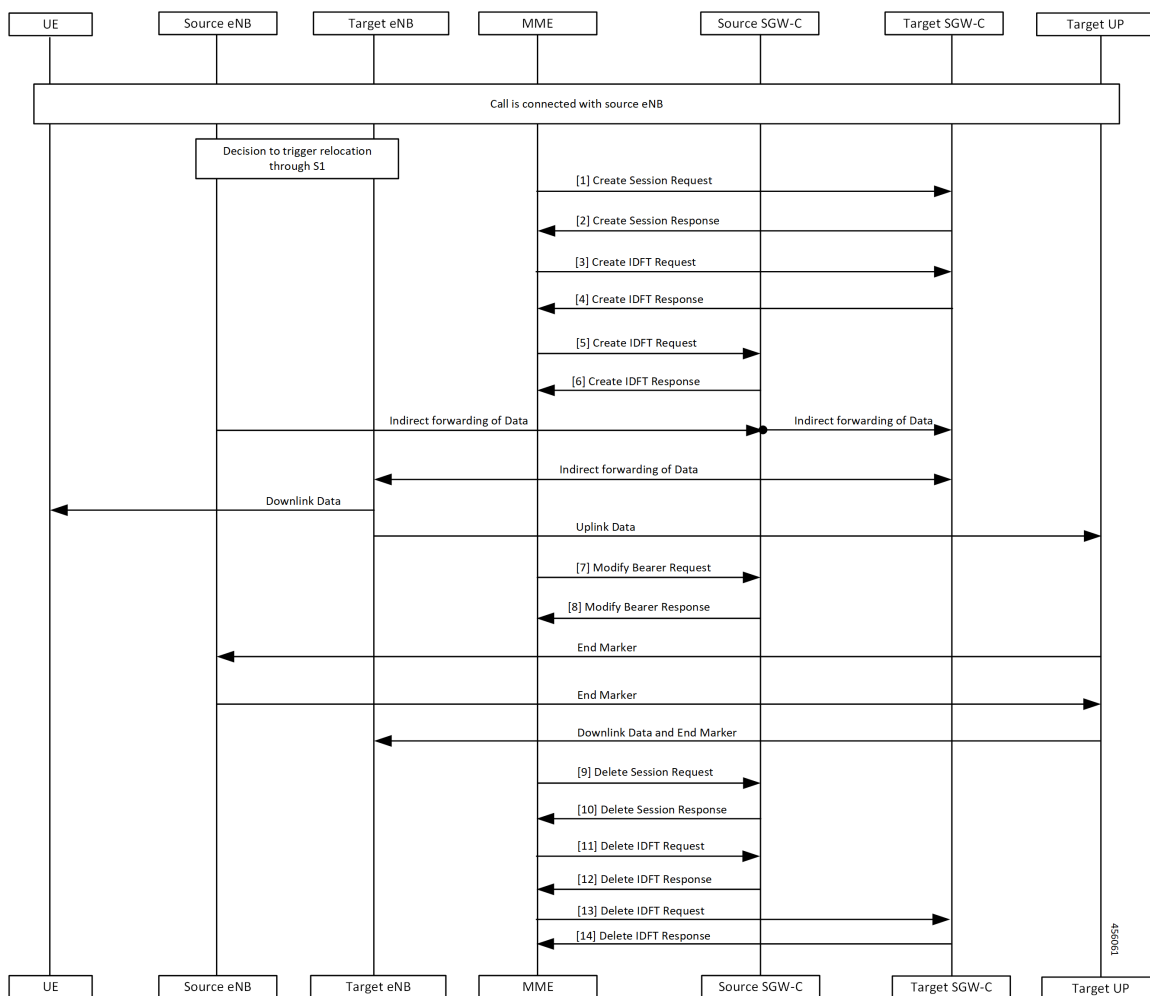 UE
Source eNB
Target eNB
MME
Source SGW-C
Target SGW-C
Target UP
Call is connected with source eNB
Decision to trigger relocation
through S1
[1] Create Session Request
[2] Create Session Response
[3] Create IDFT Request
[4] Create IDFT Response
[5] Create IDFT Request
[6] Create IDFT Response
Indirect forwarding of Data
Indirect forwarding of Data
Indirect forwarding of Data
Downlink Data
Uplink Data
[7] Modify Bearer Request
[8] Modify Bearer Response
End Marker
End Marker
Downlink Data and End Marker
[9] Delete Session Request
[10] Delete Session Response
[11] Delete IDFT Request
[12] Delete IDFT Response
[13] Delete IDFT Request
[14] Delete IDFT Response
456061
UE
Source eNB
Target eNB
MME
Source SGW-C
Target SGW-C
Target UP